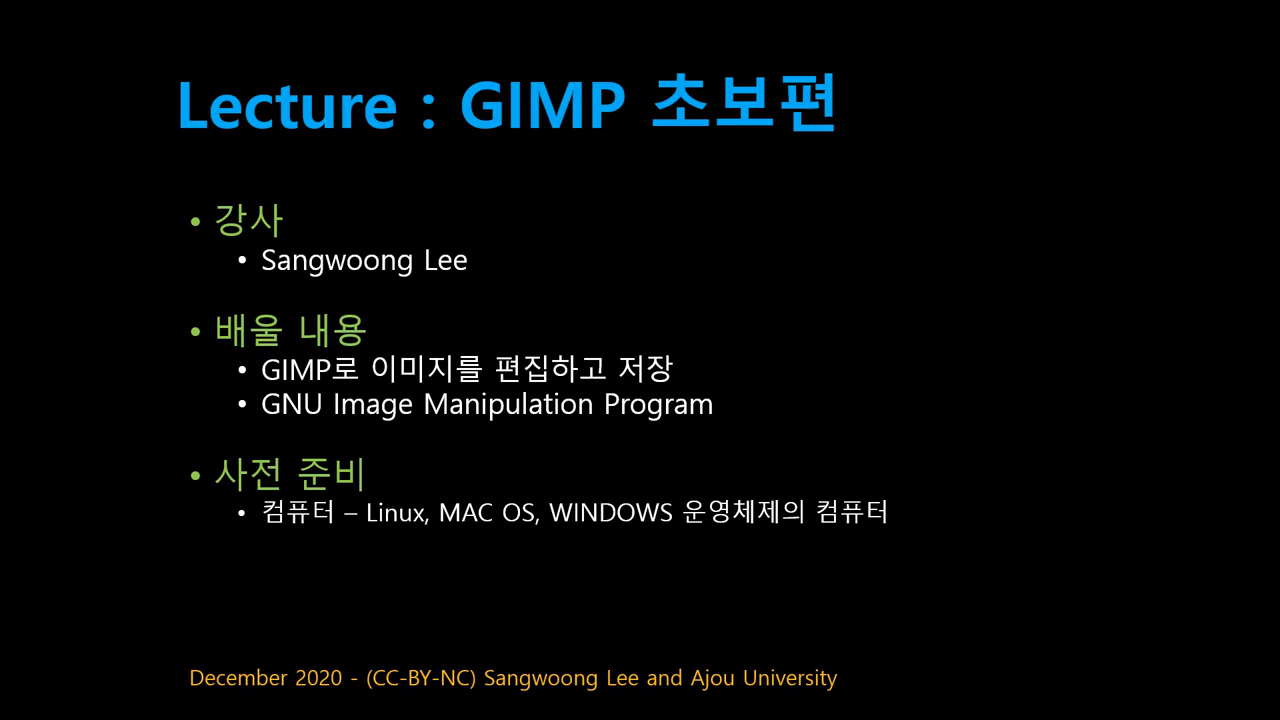 Lecture : GIMP 초보편
• 강사
• Sangwoong Lee
• 배울 내용
• GIMP로 이미지를 편집하고 저장
• GNU Image Manipulation Program
• 사전 준비
• 컴퓨터 – Linux, MAC OS, WINDOWS 운영체제의 컴퓨터
December 2020 - (CC-BY-NC) Sangwoong Lee and Ajou University